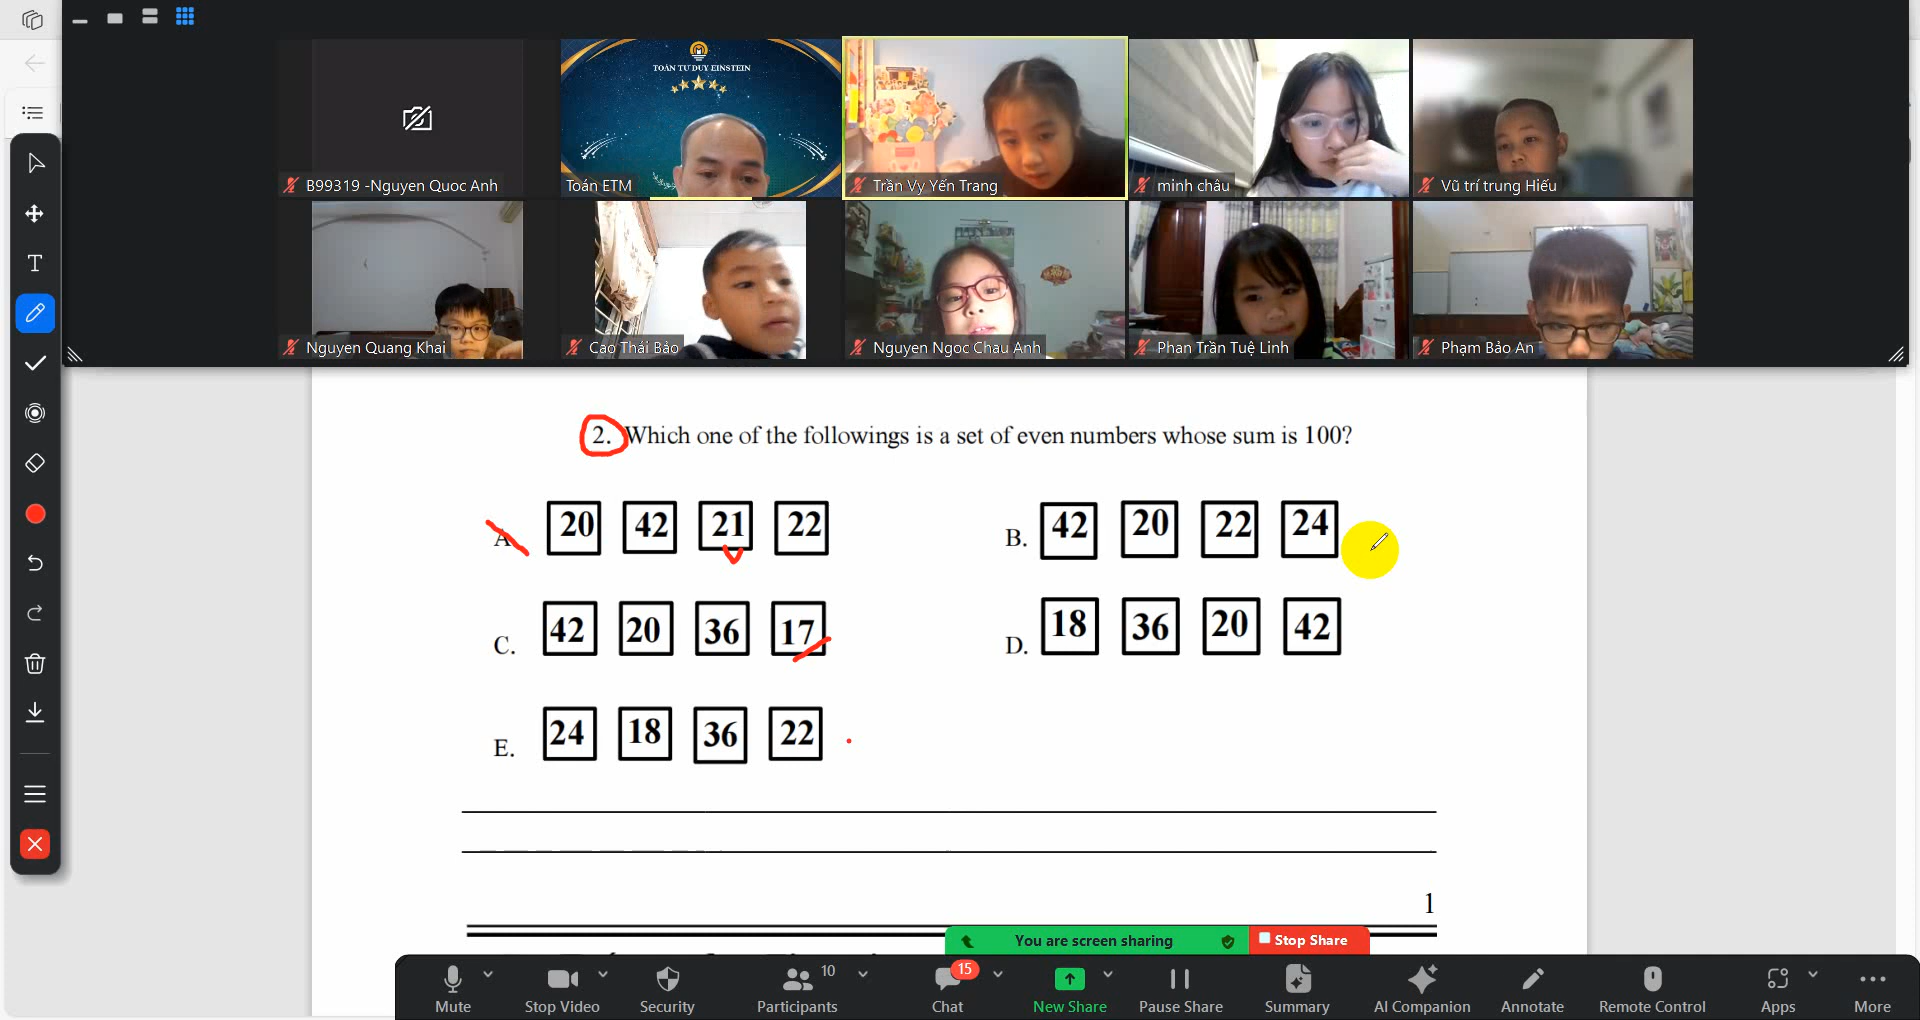 TOÁN TƯ DUY EINSTEIN
B99319 -Nguyen Quoc Anh
Toán ETM
Trần Vy Yến Trang
minh châu
Vũ trí trung Hiếu
Nguyen Quang Khai
Cao Thái Bảo
Nguyen Ngoc Chau Anh
Phan Trần Tuệ Linh
Phạm Bảo An
2. Which one of the followings is a set of even numbers whose sum is 100?
A 20 42 21 22
B. 42 20 22 24
C. 42 20 36 17
D. 18 36 20 42
E. 24 18 36 22
1
You are screen sharing
Stop Share
10
15
Mute
Stop Video
Security
Participants
Chat
New Share
Pause Share
Summary
AI Companion
Annotate
Remote Control
Apps
More